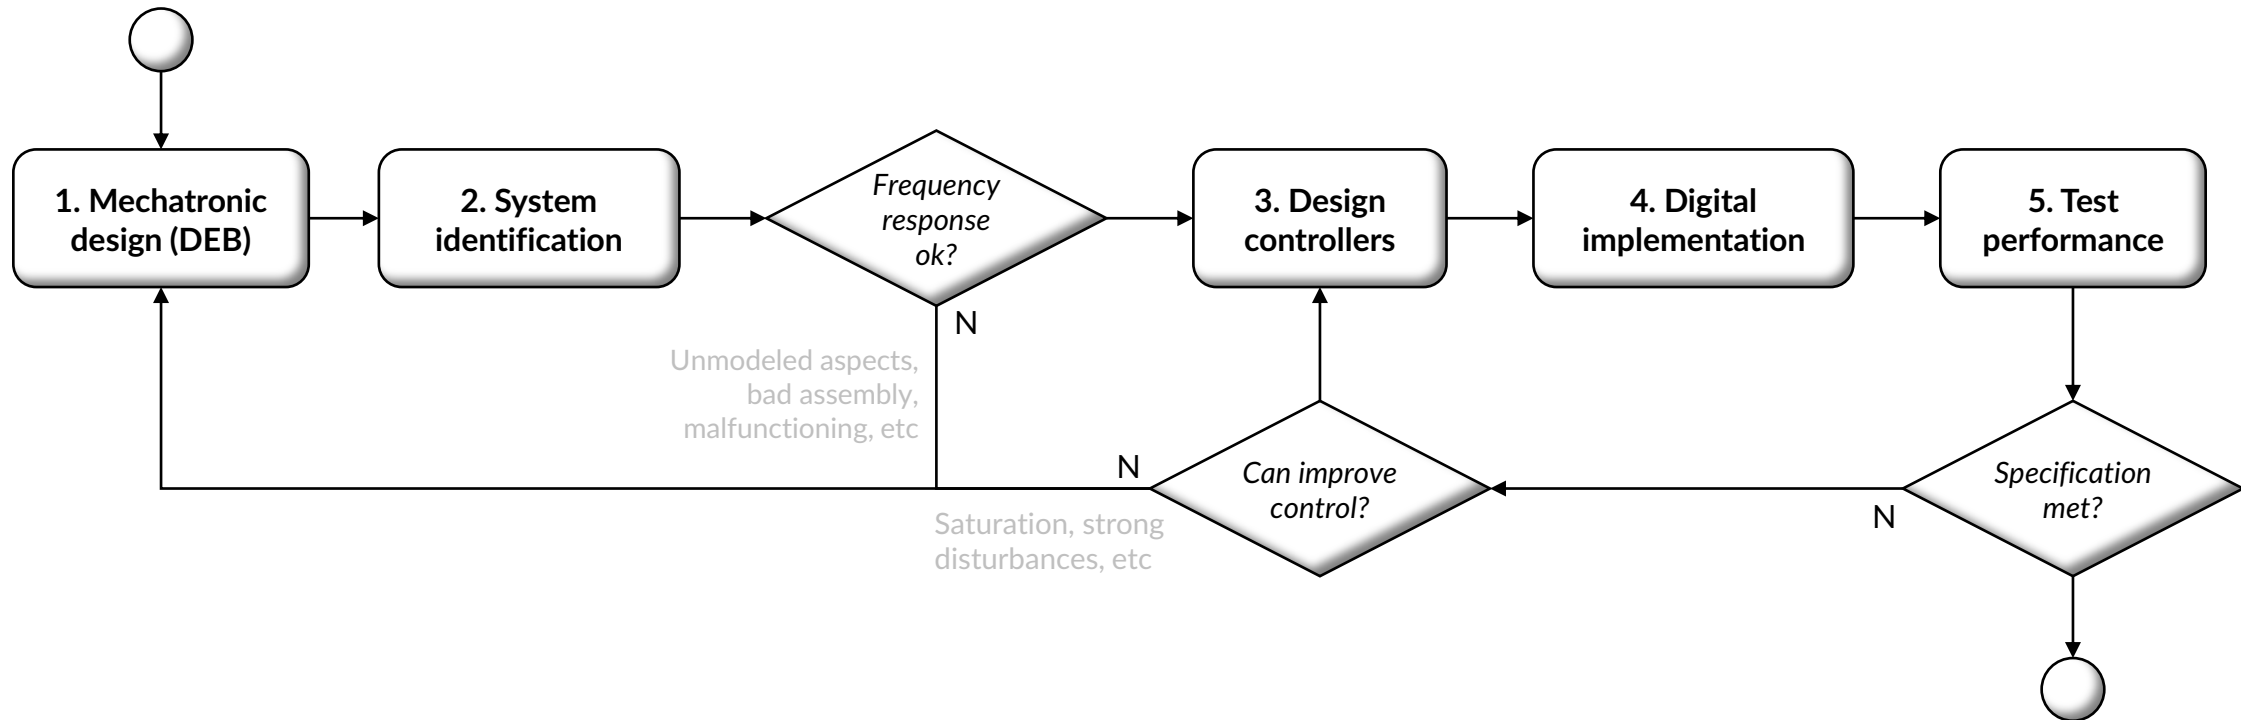 1. Mechatronic
design (DEB)
2. System
identification
Frequency
response
ok?
3. Design
controllers
4. Digital
implementation
5. Test
performance
N
Unmodeled aspects,
bad assembly,
malfunctioning, etc
N
Can improve
control?
Specification
met?
N
Saturation, strong
disturbances, etc